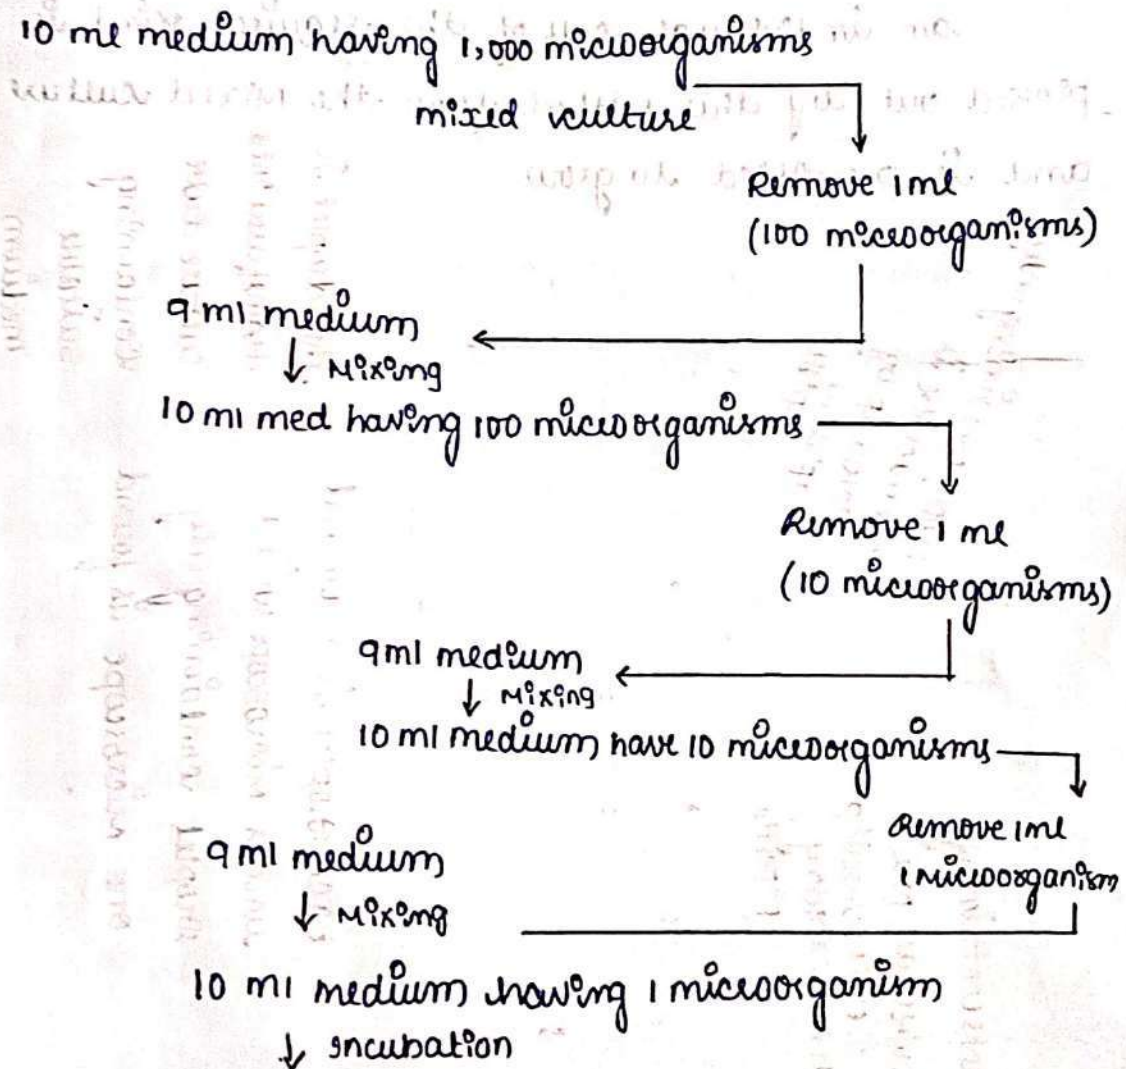 10 ml medium having 1,000 microorganisms
mixed culture
Remove 1ml
(100 microorganisms)
9 ml medium
↓ Mixing
10 ml med having 100 microorganisms
Remove 1 ml
(10 microorganisms)
9ml medium
↓ Mixing
10 ml medium have 10 microorganisms
Remove 1ml
1 microorganism
9 ml medium
↓ Mixing
10 ml medium having 1 microorganism
↓ Incubation